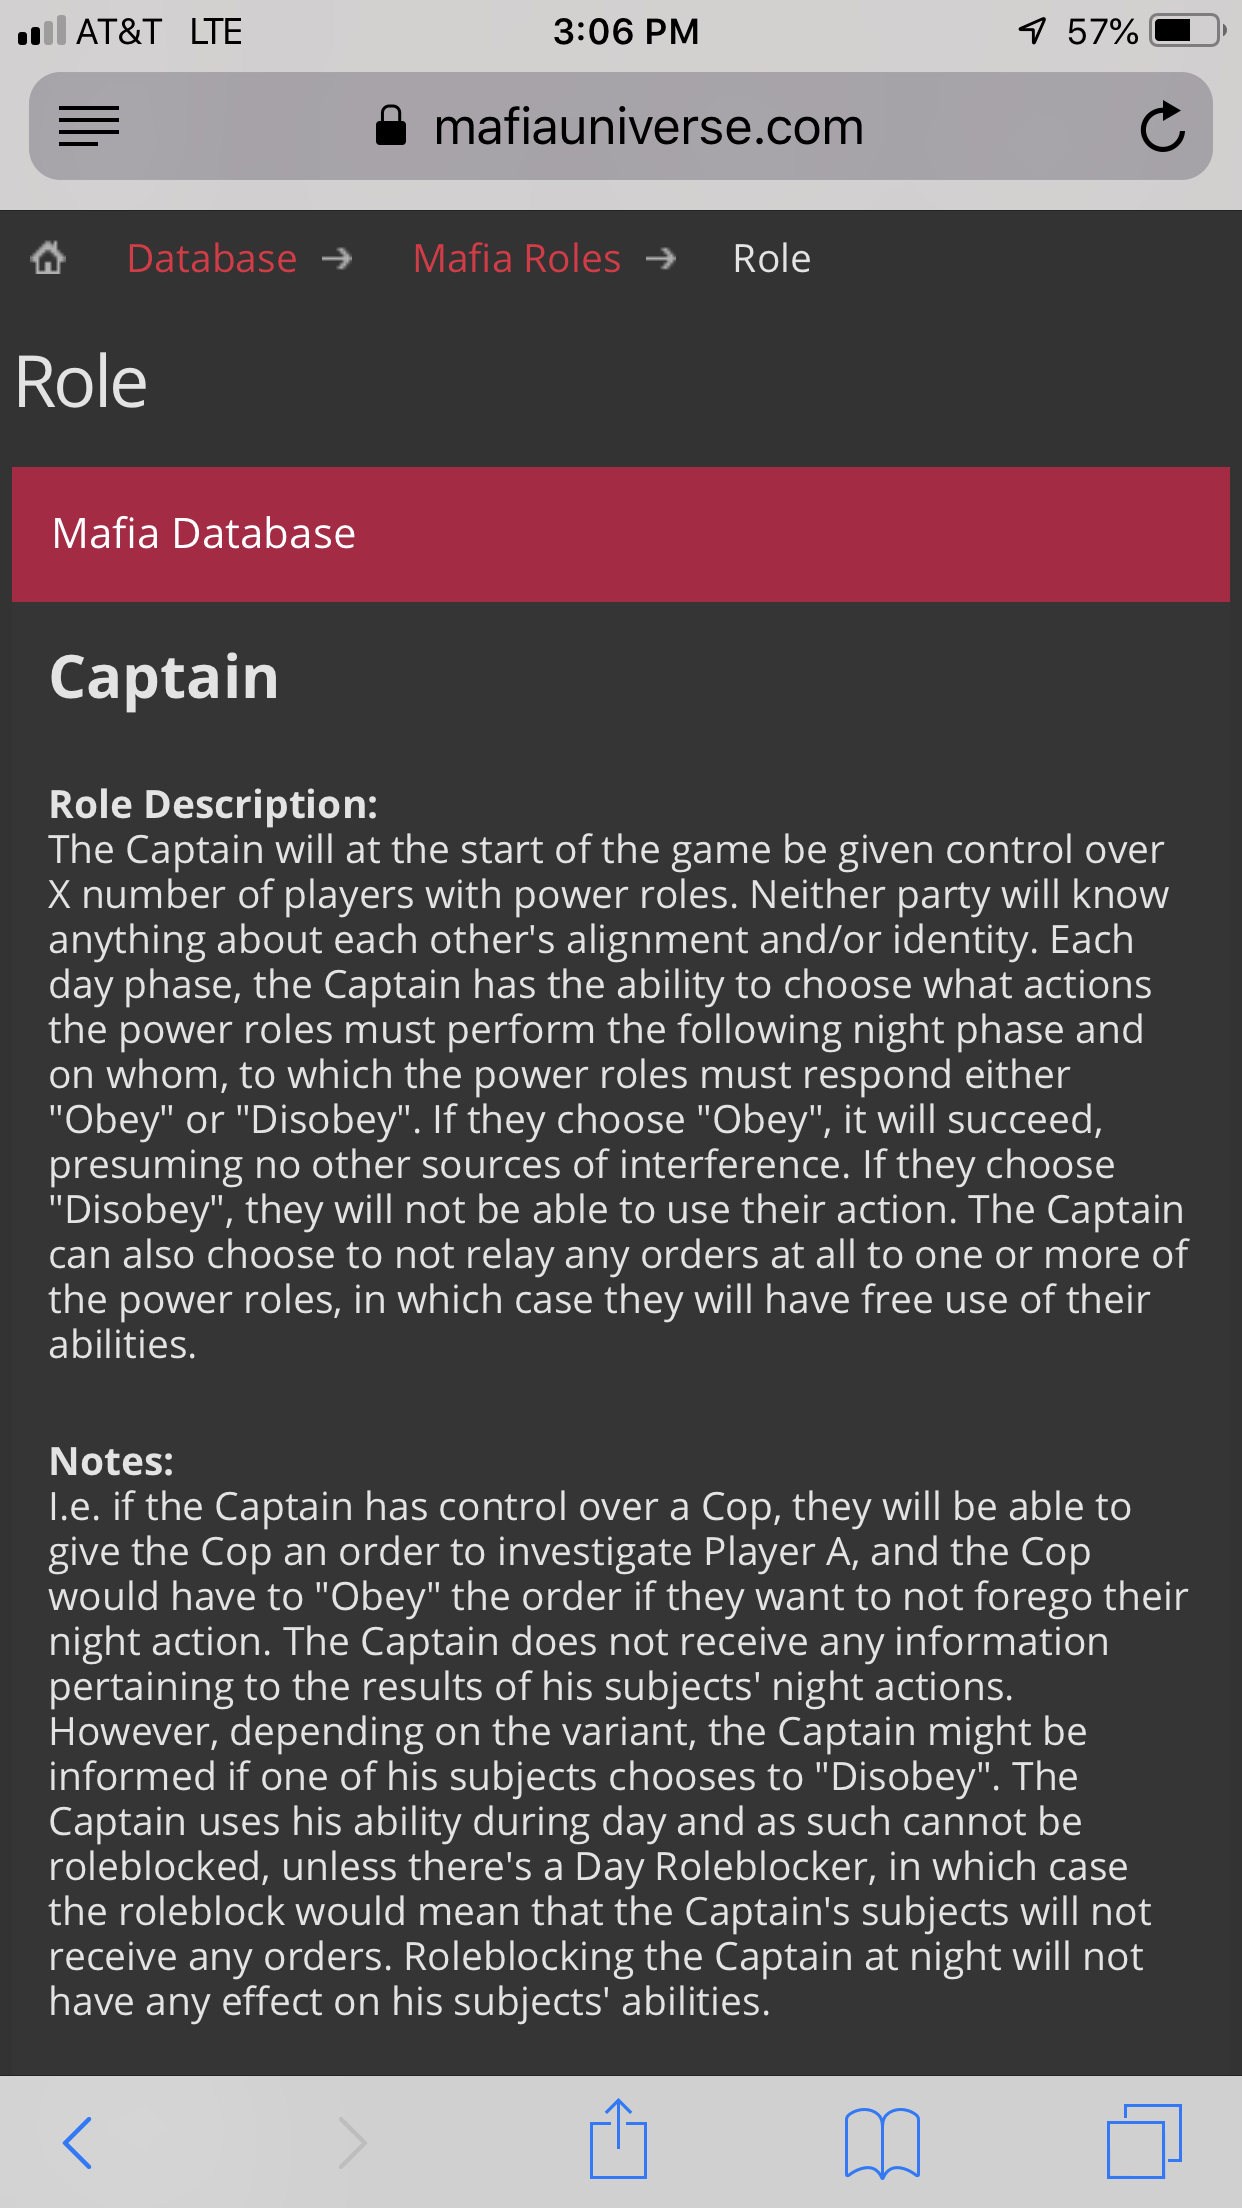 AT&T LTE 3:06 PM 57%
mafiauniverse.com
Database → Mafia Roles → Role
Role
Mafia Database
Captain
Role Description:
The Captain will at the start of the game be given control over
X number of players with power roles. Neither party will know
anything about each other's alignment and/or identity. Each
day phase, the Captain has the ability to choose what actions
the power roles must perform the following night phase and
on whom, to which the power roles must respond either
"Obey" or "Disobey". If they choose "Obey", it will succeed,
presuming no other sources of interference. If they choose
"Disobey", they will not be able to use their action. The Captain
can also choose to not relay any orders at all to one or more of
the power roles, in which case they will have free use of their
abilities.
Notes:
I.e. if the Captain has control over a Cop, they will be able to
give the Cop an order to investigate Player A, and the Cop
would have to "Obey" the order if they want to not forego their
night action. The Captain does not receive any information
pertaining to the results of his subjects' night actions.
However, depending on the variant, the Captain might be
informed if one of his subjects chooses to "Disobey". The
Captain uses his ability during day and as such cannot be
roleblocked, unless there's a Day Roleblocker, in which case
the roleblock would mean that the Captain's subjects will not
receive any orders. Roleblocking the Captain at night will not
have any effect on his subjects' abilities.